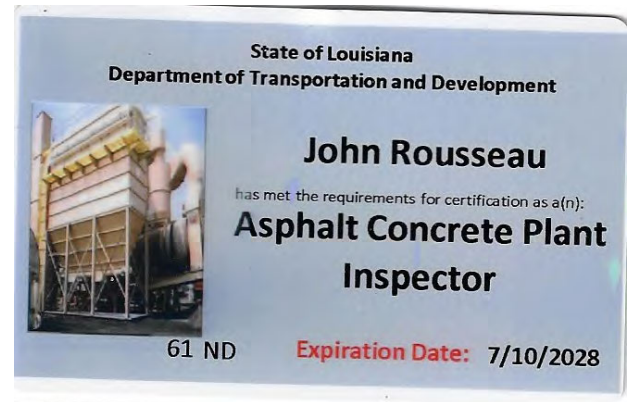 State of Louisiana
Department of Transportation and Development
John Rousseau
has met the requirements for certification as a(n):
Asphalt Concrete Plant
Inspector
61 ND
Expiration Date: 7/10/2028